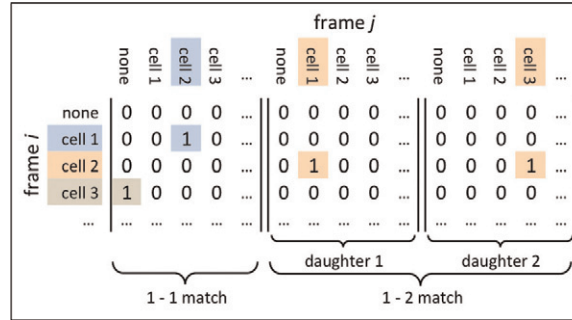 frame j
none cell 1 cell 2 cell 3 ... none cell 1 cell 2 cell 3 ... none cell 1 cell 2 cell 3 ...
frame i
none 0 0 0 0 ... 0 0 0 0 ... 0 0 0 0 ...
cell 1 0 0 1 0 ... 0 0 0 0 ... 0 0 0 0 ...
cell 2 0 0 0 0 ... 0 1 0 0 ... 0 0 0 1 ...
cell 3 1 0 0 0 ... 0 0 0 0 ... 0 0 0 0 ...
... ... ... ... ... ... ... ... ... ... ... ... ... ...
daughter 1 daughter 2
1 - 1 match 1 - 2 match